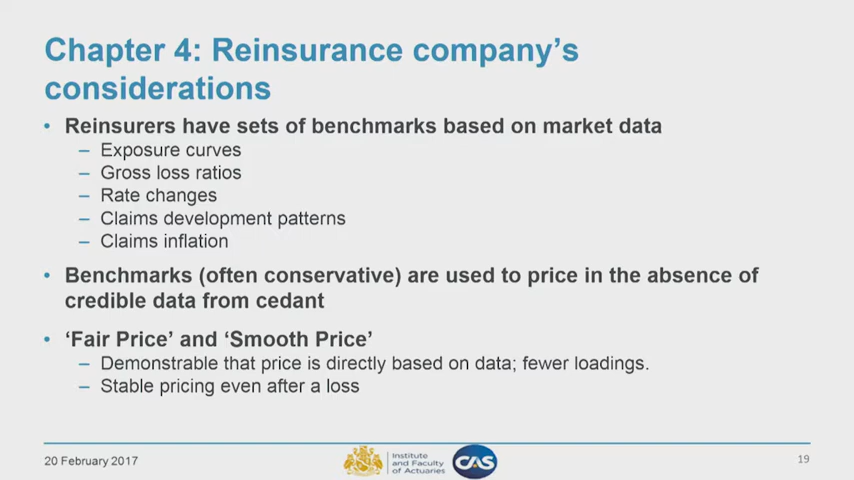 Chapter 4: Reinsurance company's
considerations
• Reinsurers have sets of benchmarks based on market data
– Exposure curves
– Gross loss ratios
– Rate changes
– Claims development patterns
– Claims inflation
• Benchmarks (often conservative) are used to price in the absence of
credible data from cedant
• ‘Fair Price’ and ‘Smooth Price’
– Demonstrable that price is directly based on data; fewer loadings.
– Stable pricing even after a loss
20 February 2017
Institute
and Faculty
of Actuaries
CAS
19